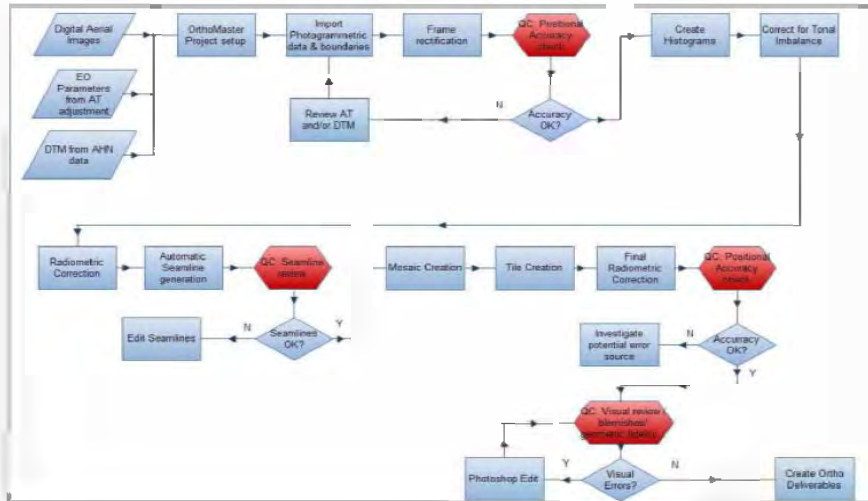 Digital Aerial
Images
OrthoMaster
Project setup
Import
Photogrammetric
data & boundaries
Frame
rectification
QC: Positional
Accuracy
check
Create
Histograms
Correct for Tonal
Imbalance
EO
Parameters
from AT
adjustment
Review AT
and/or DTM
N
Accuracy
OK?
DTM from AHN
data
Radiometric
Correction
Automatic
Seamline
generation
QC: Seamline
review
Mosaic Creation
Tile Creation
Final
Radiometric
Correction
QC: Positional
Accuracy
check
Edit Seamlines
N
Seamlines
OK?
Y
Investigate
potential error
source
N
Accurracy
OK?
Y
QC: Visual review /
blemishes/
geometric fidelity
Photoshop Edit
Y
Visual
Errors?
N
Create Ortho
Deliverables